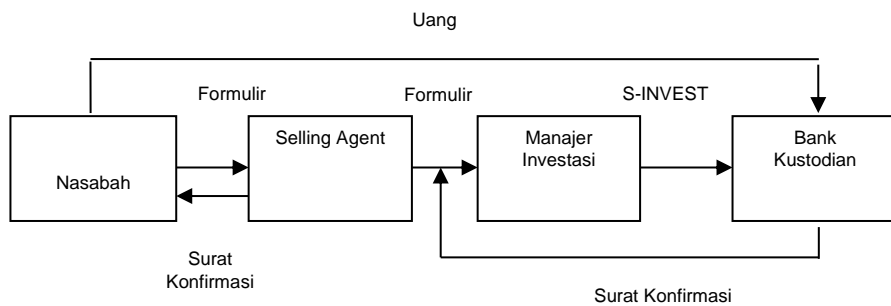 Uang
Formulir
Formulir
S-INVEST
Nasabah
Selling Agent
Manajer
Investasi
Bank
Kustodian
Surat
Konfirmasi
Surat Konfirmasi